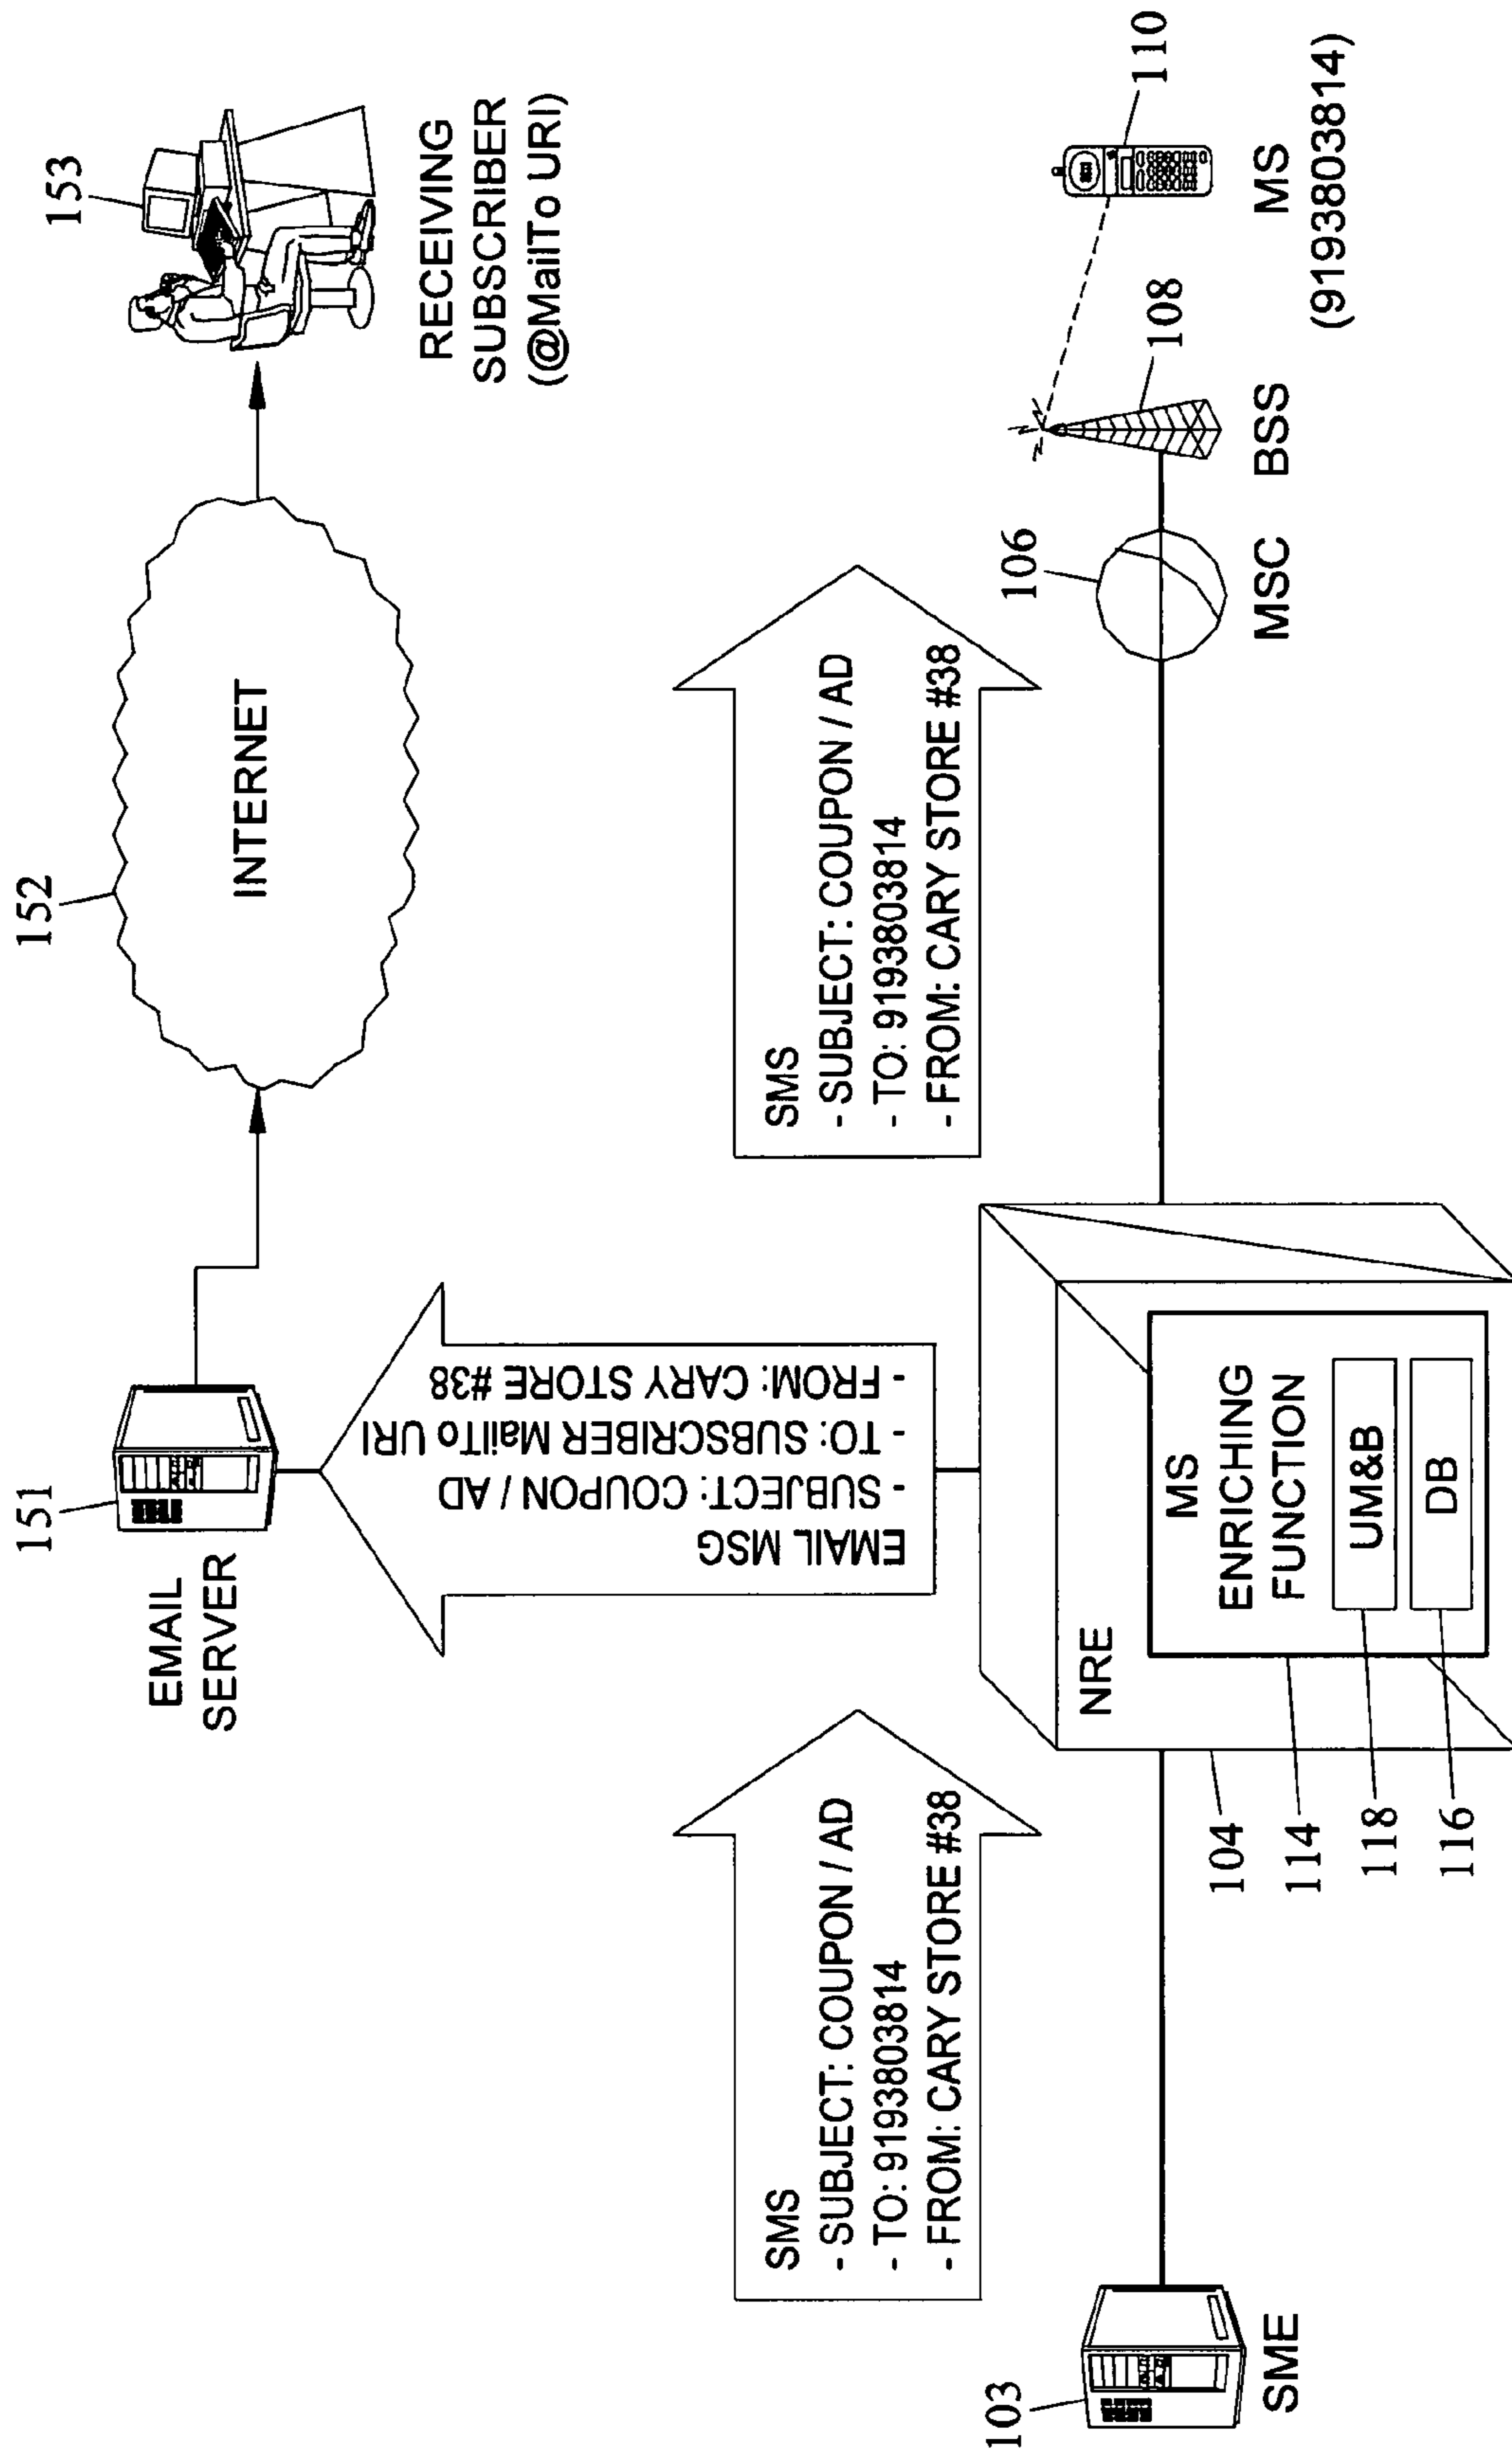 151
EMAIL
SERVER
152
INTERNET
153
RECEIVING
SUBSCRIBER
(@MailTo URI)
EMAIL MSG
- SUBJECT: COUPON / AD
- TO: SUBSCRIBER MailTo URI
- FROM: CARY STORE #38
SMS
- SUBJECT: COUPON / AD
- TO: 9193803814
- FROM: CARY STORE #38
SMS
- SUBJECT: COUPON / AD
- TO: 9193803814
- FROM: CARY STORE #38
103
SME
NRE
MS
ENRICHING
FUNCTION
UM&B
DB
104
114
118
116
106
MSC
108
BSS
110
MS
(9193803814)